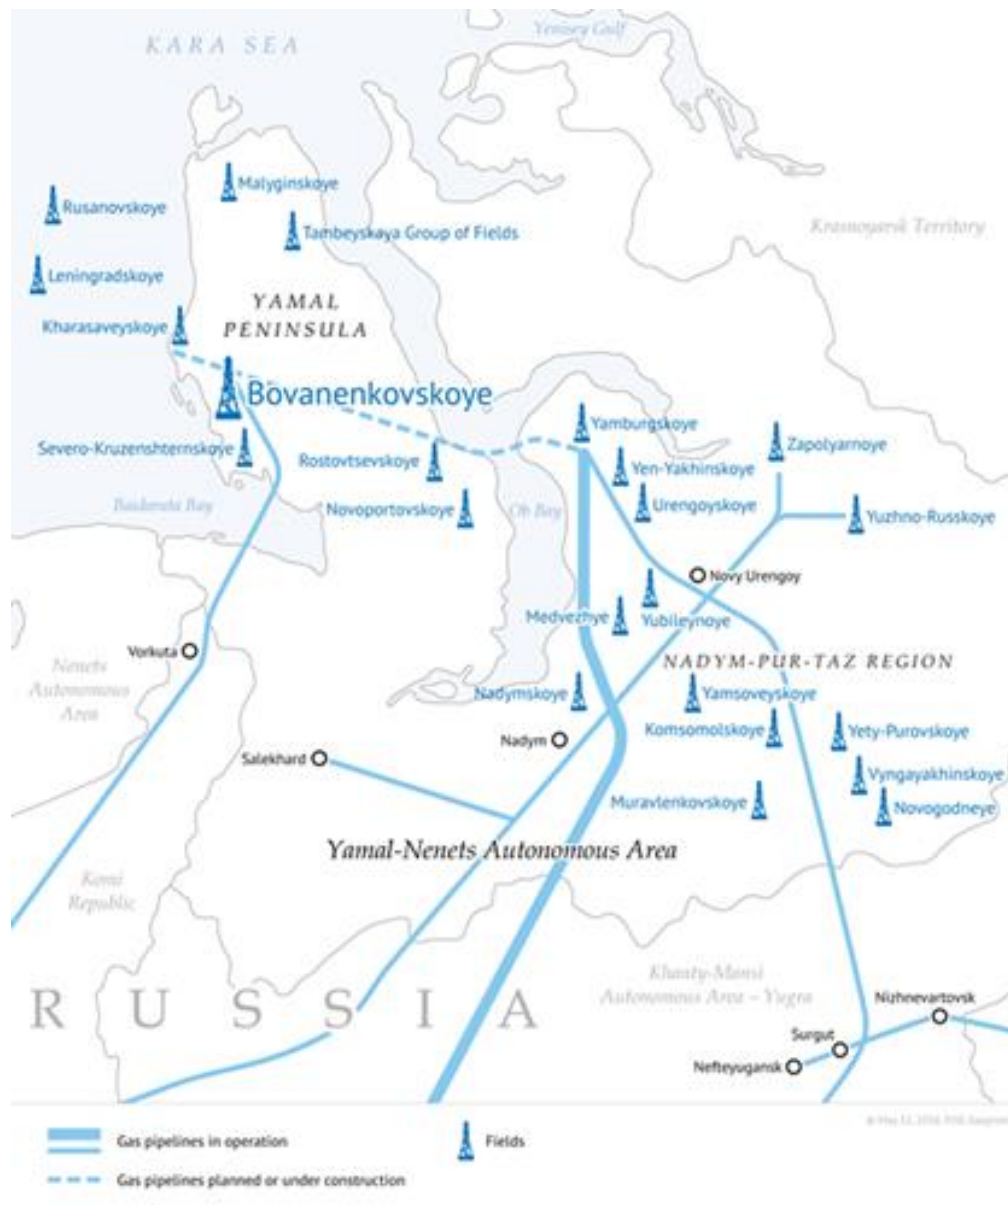 KARA SEA
Yenisey Gulf
Malyginskoye
Rusanovskoye
Tambeyskaya Group of Fields
Krasnoyarsk Territory
Leningradskoye
YAMAL
PENINSULA
Kharasaveyskoye
Bovanenkovskoye
Yamburgskoye
Zapolyarnoye
Severo-Kruzenshternskoye
Rostovtsevskoye
Yen-Yakhinskoye
Urengoyskoye
Baidarata Bay
Novoportovskoye
Ob Bay
Yuzhno-Russkoye
Novy Urengoy
Medvezhye
Yubileynoye
Vorkuta
Nenets
Autonomous
Area
NADYM-PUR-TAZ REGION
Nadymskoye
Yamsoveyskoye
Komsomolskoye
Yety-Purovskoye
Nadym
Salekhard
Vyngayakhinskoye
Muravlenkovskoye
Novogodneye
Yamal-Nenets Autonomous Area
Komi
Republic
Khanty-Mansi
Autonomous Area – Yugra
RUSSIA
Nizhnevartovsk
Surgut
Nefteyugansk
Gas pipelines in operation
Fields
Gas pipelines planned or under construction